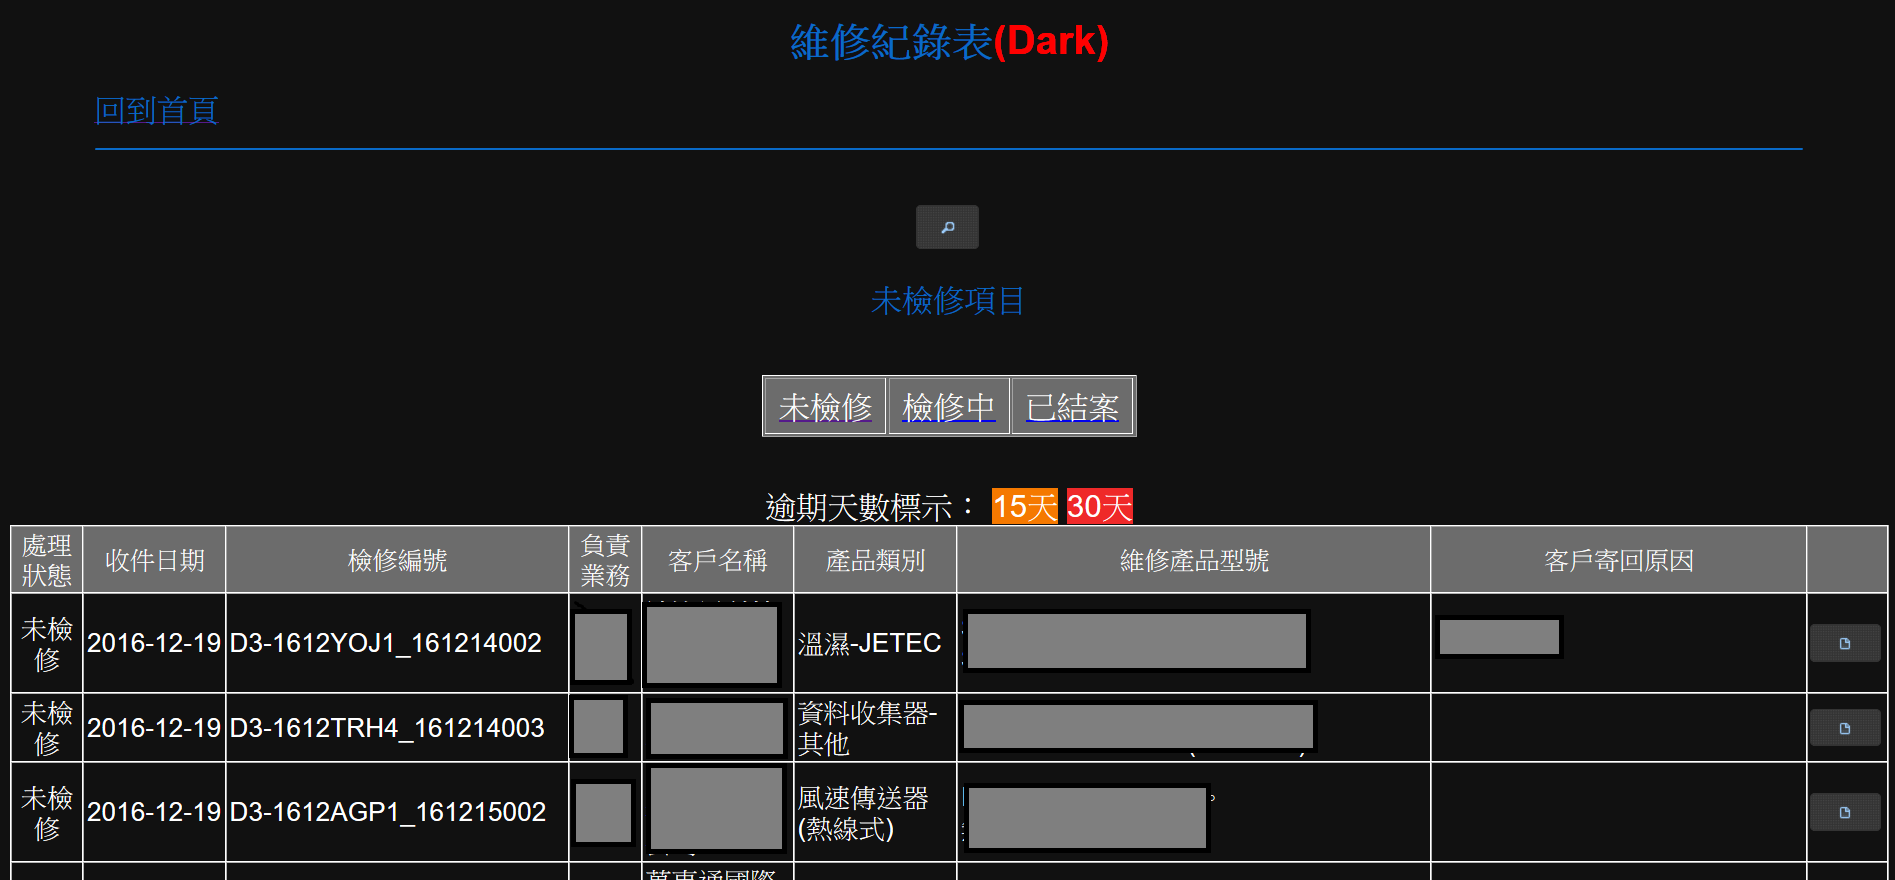 維修紀錄表(Dark)
回到首頁
未檢修項目
未檢修 檢修中 已結案
逾期天數標示： 15天 30天
處理
狀態
收件日期
檢修編號
負責
業務
客戶名稱
產品類別
維修產品型號
客戶寄回原因
未檢
修
2016-12-19
D3-1612YOJ1_161214002
溫濕-JETEC
未檢
修
2016-12-19
D3-1612TRH4_161214003
資料收集器-
其他
未檢
修
2016-12-19
D3-1612AGP1_161215002
風速傳送器
(熱線式)